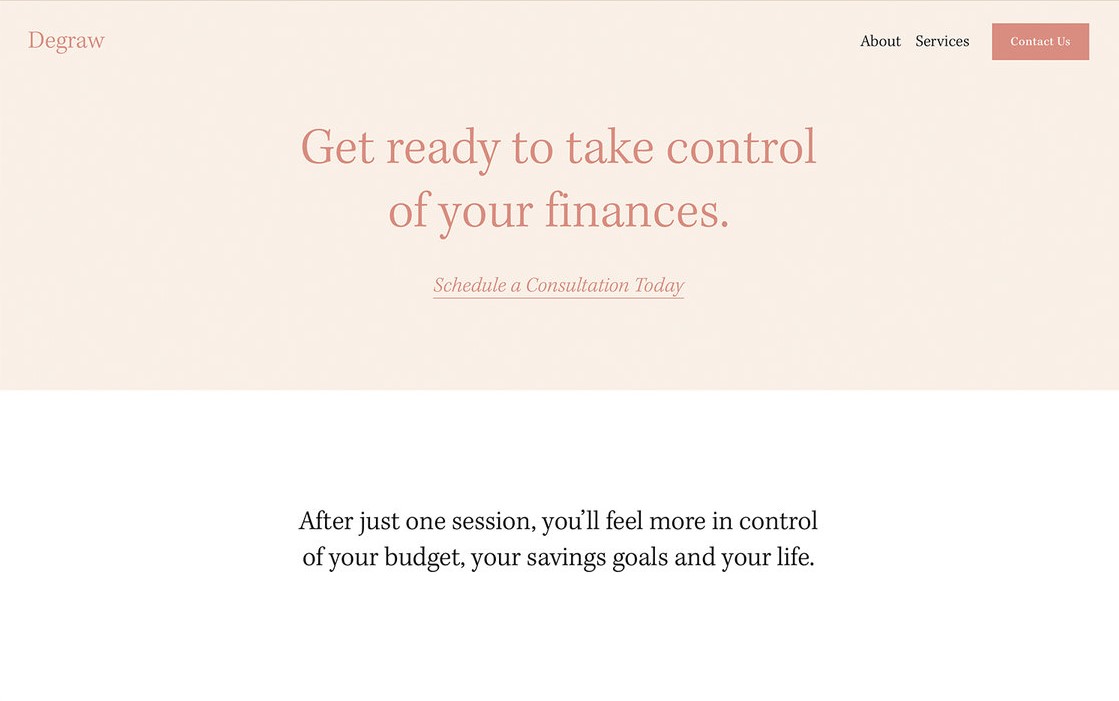 Degraw
About
Services
Contact Us
Get ready to take control
of your finances.
Schedule a Consultation Today
After just one session, you’ll feel more in control
of your budget, your savings goals and your life.